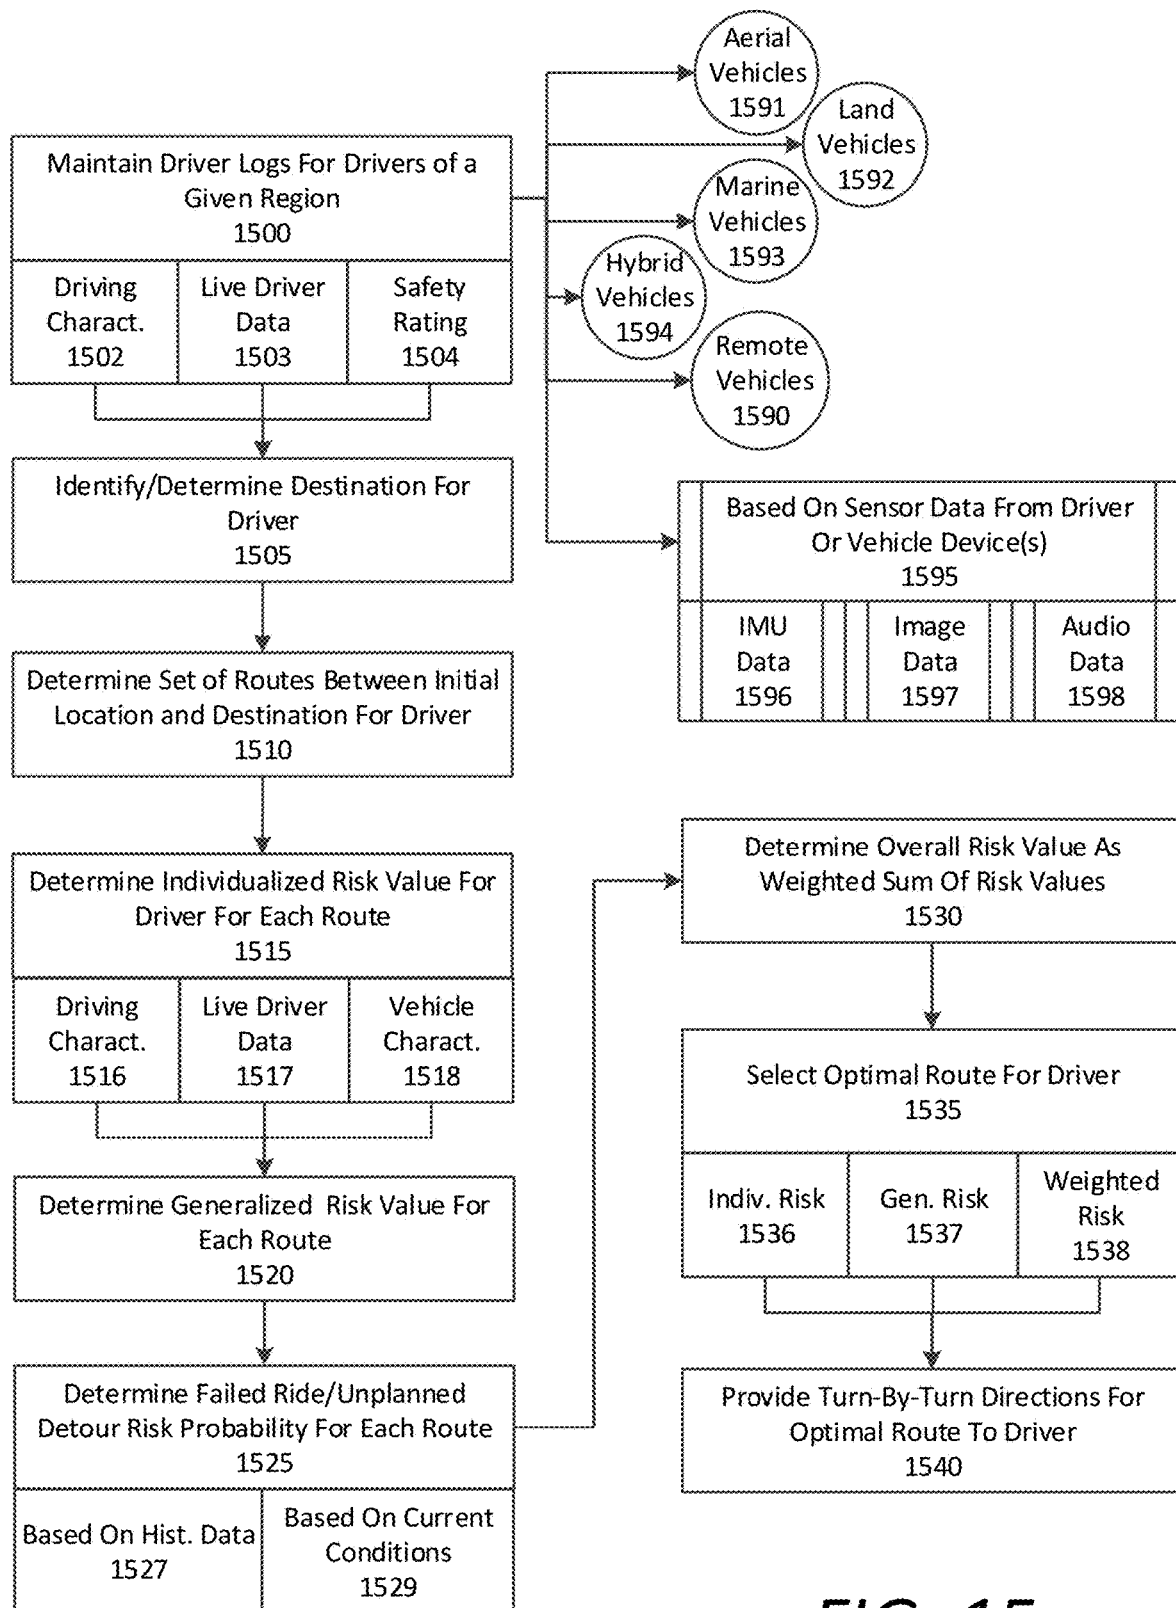 Aerial
Vehicles
1591
Land
Vehicles
1592
Marine
Vehicles
1593
Hybrid
Vehicles
1594
Remote
Vehicles
1590
Maintain Driver Logs For Drivers of a
Given Region
1500
Driving
Charact.
1502
Live Driver
Data
1503
Safety
Rating
1504
Identify/Determine Destination For
Driver
1505
Based On Sensor Data From Driver
Or Vehicle Device(s)
1595
IMU
Data
1596
Image
Data
1597
Audio
Data
1598
Determine Set of Routes Between Initial
Location and Destination For Driver
1510
Determine Individualized Risk Value For
Driver For Each Route
1515
Driving
Charact.
1516
Live Driver
Data
1517
Vehicle
Charact.
1518
Determine Generalized Risk Value For
Each Route
1520
Determine Failed Ride/Unplanned
Detour Risk Probability For Each Route
1525
Based On Hist. Data
1527
Based On Current
Conditions
1529
Determine Overall Risk Value As
Weighted Sum Of Risk Values
1530
Select Optimal Route For Driver
1535
Indiv. Risk
1536
Gen. Risk
1537
Weighted
Risk
1538
Provide Turn-By-Turn Directions For
Optimal Route To Driver
1540
FIG. 15